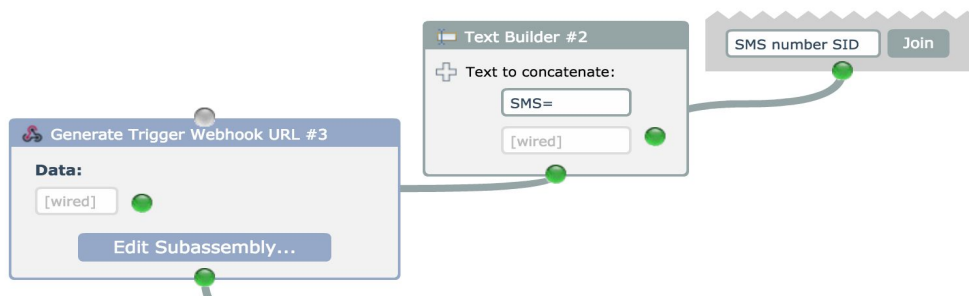 Text Builder #2
Text to concatenate:
SMS=
[wired]
SMS number SID
Join
Generate Trigger Webhook URL #3
Data:
[wired]
Edit Subassembly...